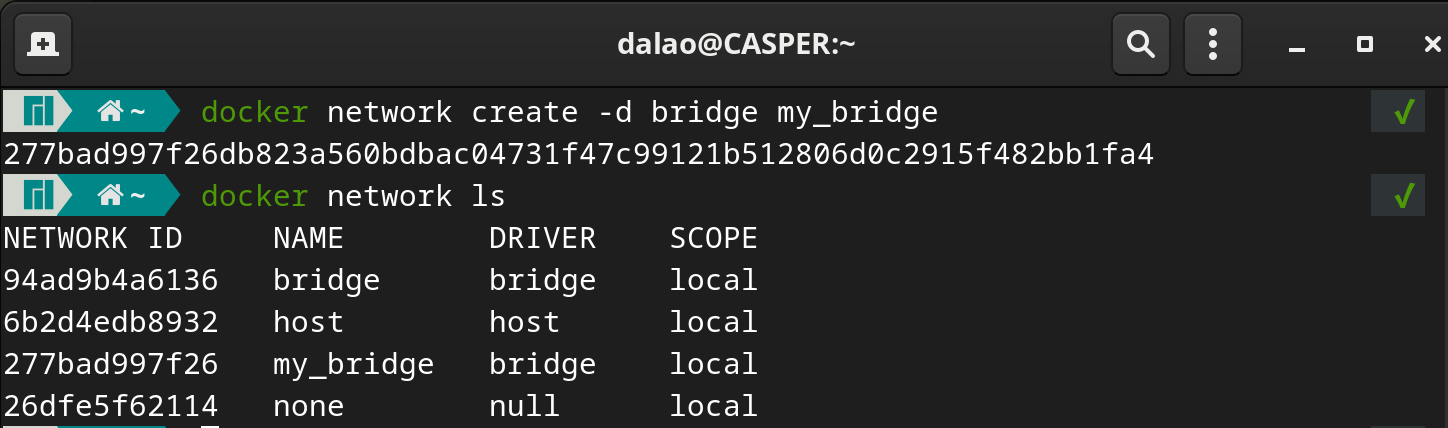 dalao@CASPER:~
~ docker network create -d bridge my_bridge
277bad997f26db823a560bdbac04731f47c99121b512806d0c2915f482bb1fa4
~ docker network ls
NETWORK ID     NAME        DRIVER    SCOPE
94ad9b4a6136   bridge      bridge    local
6b2d4edb8932   host        host      local
277bad997f26   my_bridge   bridge    local
26dfe5f62114   none        null      local